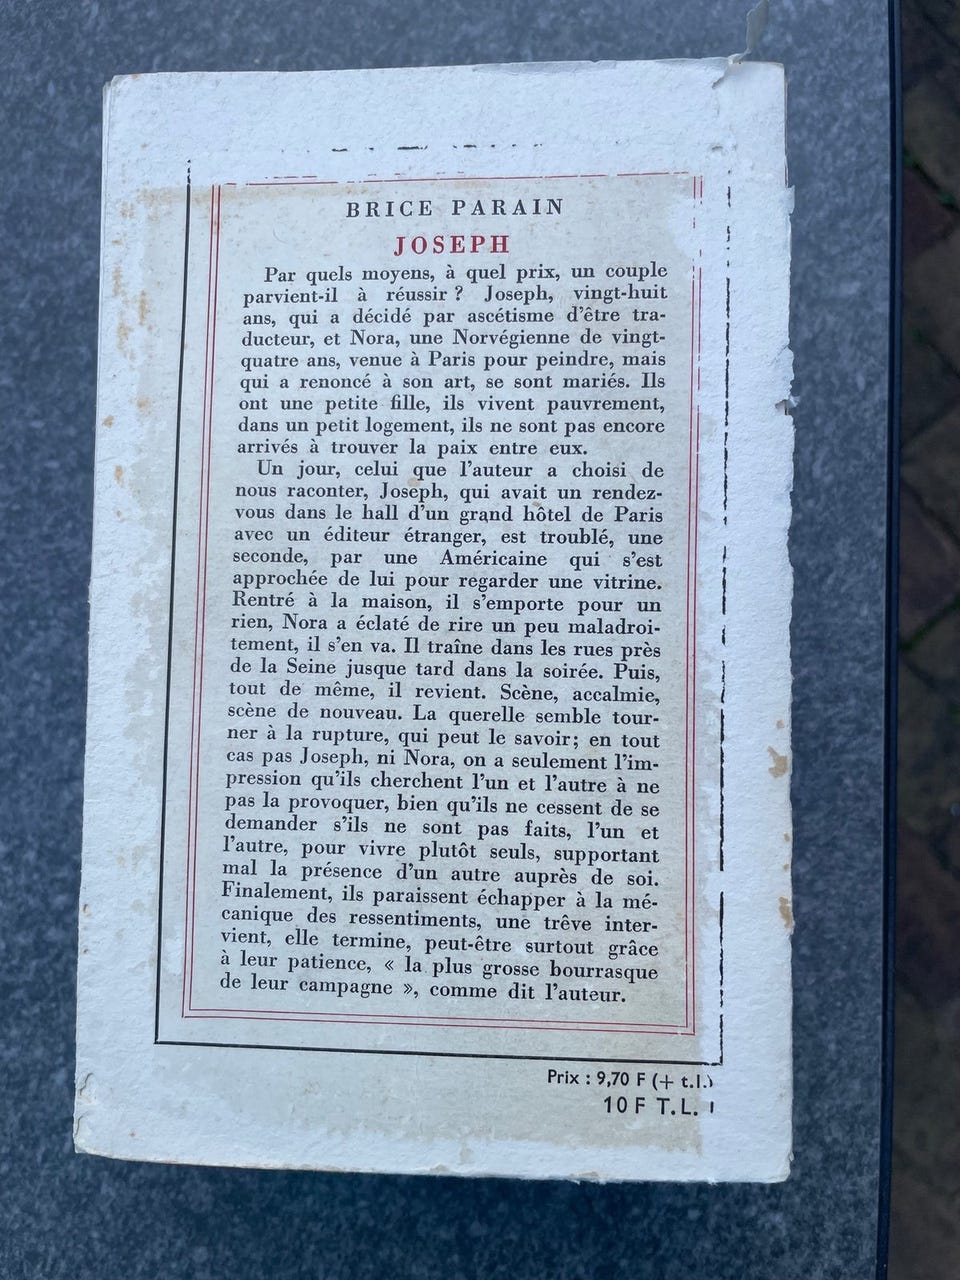 BRICE PARAIN
JOSEPH
Par quels moyens, à quel prix, un couple
parvient-il à réussir ? Joseph, vingt-huit
ans, qui a décidé par ascétisme d'être tra-
ducteur, et Nora, une Norvégienne de vingt-
quatre ans, venue à Paris pour peindre, mais
qui a renoncé à son art, se sont mariés. Ils
ont une petite fille, ils vivent pauvrement,
dans un petit logement, ils ne sont pas encore
arrivés à trouver la paix entre eux.
Un jour, celui que l'auteur a choisi de
nous raconter, Joseph, qui avait un rendez-
vous dans le hall d'un grand hôtel de Paris
avec un éditeur étranger, est troublé, une
seconde, par une Américaine qui s'est
approchée de lui pour regarder une vitrine.
Rentré à la maison, il s'emporte pour un
rien, Nora a éclaté de rire un peu maladroi-
tement, il s'en va. Il traîne dans les rues près
de la Seine jusque tard dans la soirée. Puis,
tout de même, il revient. Scène, accalmie,
scène de nouveau. La querelle semble tour-
ner à la rupture, qui peut le savoir; en tout
cas pas Joseph, ni Nora, on a seulement l'im-
pression qu'ils cherchent l'un et l'autre à ne
pas la provoquer, bien qu'ils ne cessent de se
demander s'ils ne sont pas faits, l'un et
l'autre, pour vivre plutôt seuls, supportant
mal la présence d'un autre auprès de soi.
Finalement, ils paraissent échapper à la mé-
canique des ressentiments, une trêve inter-
vient, elle termine, peut-être surtout grâce
à leur patience, « la plus grosse bourrasque
de leur campagne », comme dit l'auteur.
Prix : 9,70 F (+ t.l.)
10 F T.L.